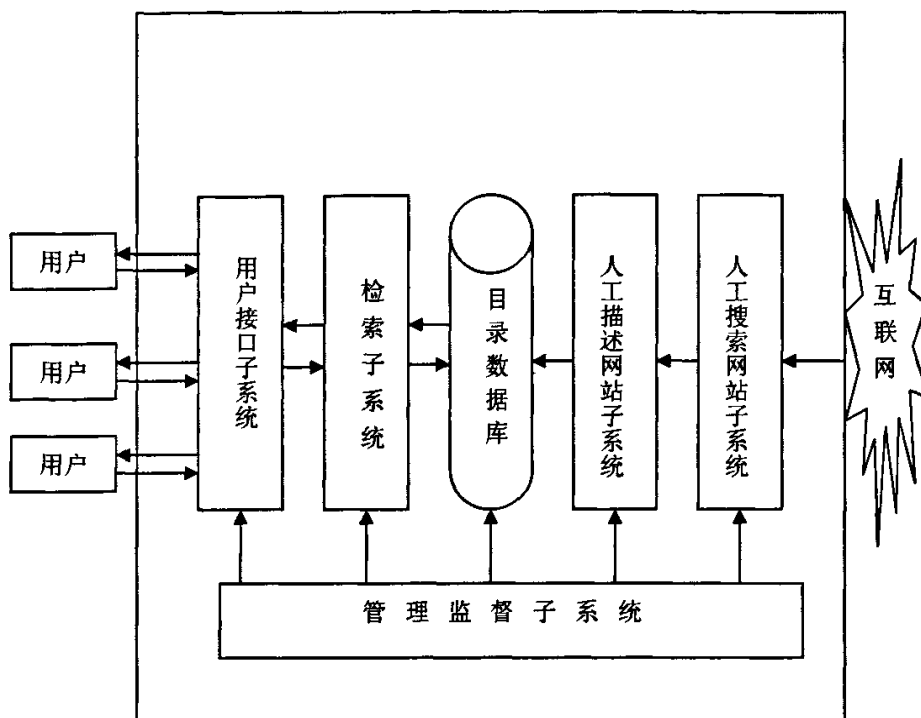 用户
用户
用户
用户接口子系统
检索子系统
目录数据库
人工描述网站子系统
人工搜索网站子系统
互联网
管理监督子系统